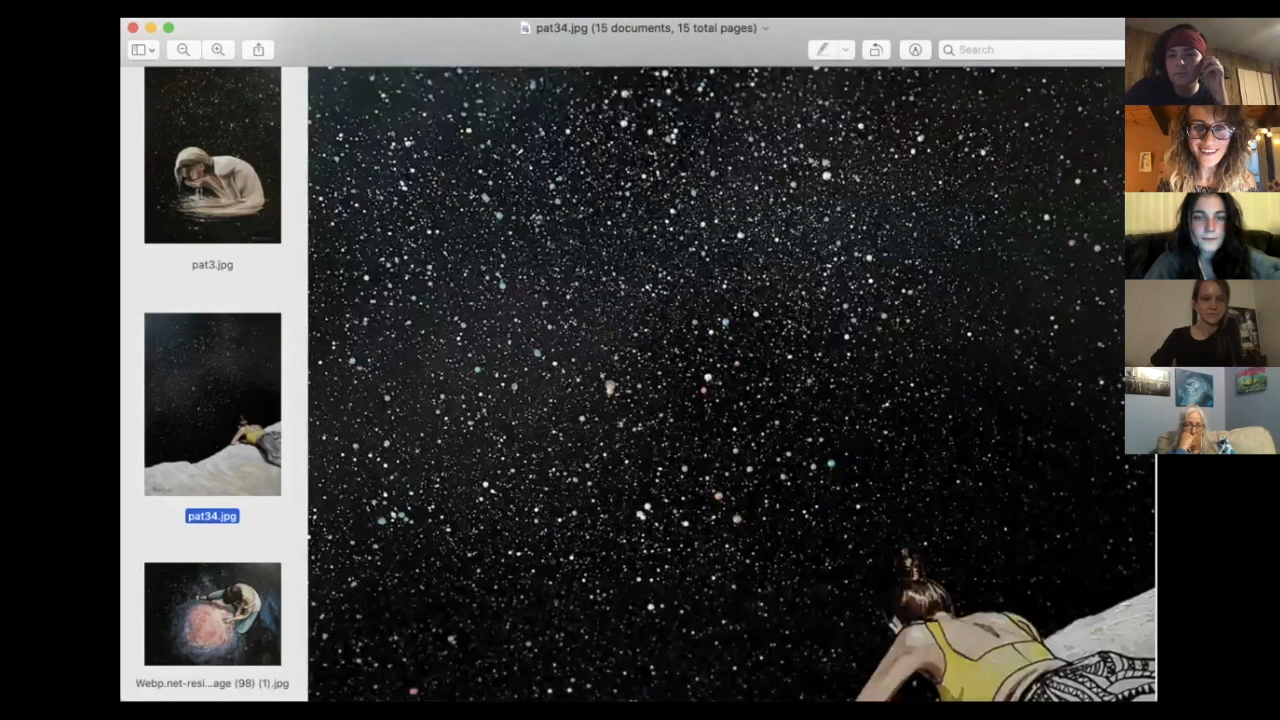 pat34.jpg (15 documents, 15 total pages)
Search
pat3.jpg
pat34.jpg
Webp.net-resi...age (98) (1).jpg